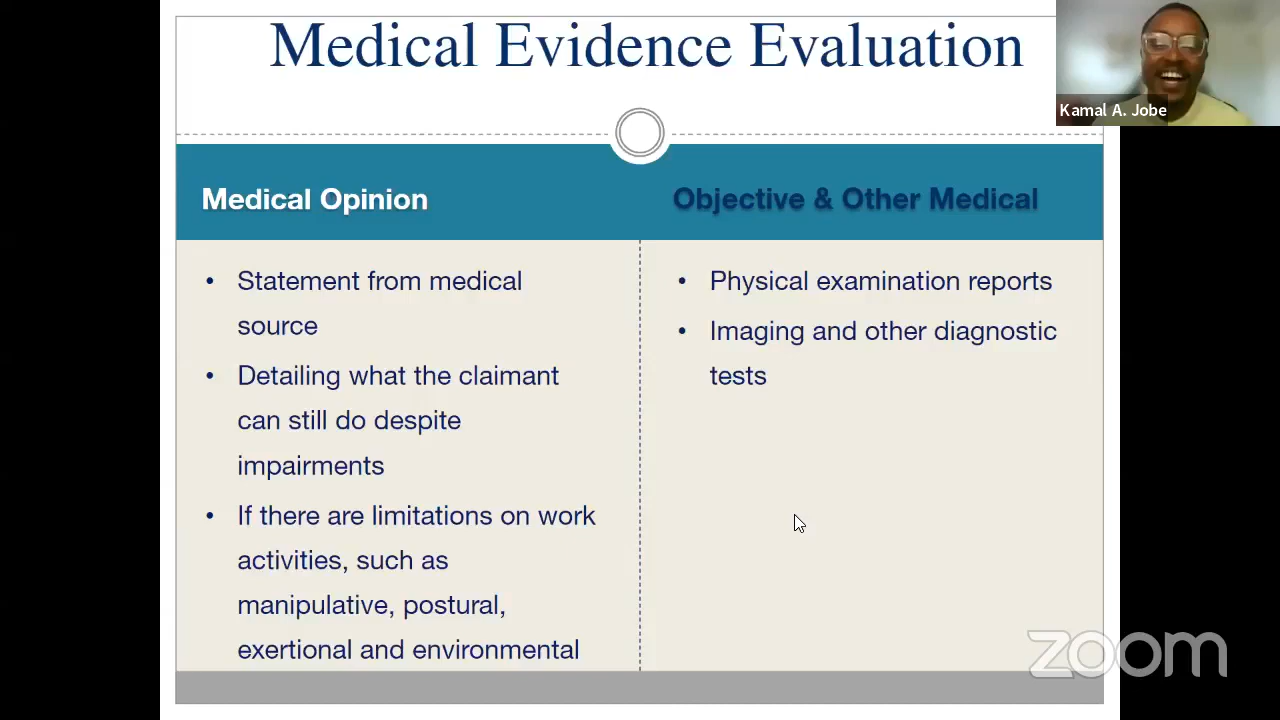 Medical Evidence Evaluation
Kamal A. Jobe
Medical Opinion
Objective & Other Medical
• Statement from medical
source
• Detailing what the claimant
can still do despite
impairments
• If there are limitations on work
activities, such as
manipulative, postural,
exertional and environmental
• Physical examination reports
• Imaging and other diagnostic
tests
zoom